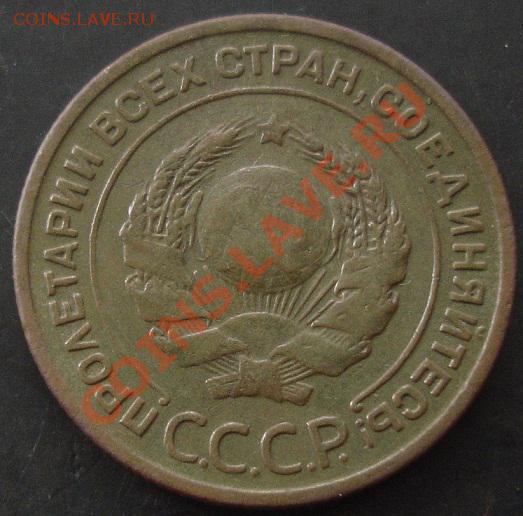 COINS.LAVE.RU
ПРОЛЕТАРИИ ВСЕХ СТРАН, СОЕДИНЯЙТЕСЬ!
С.С.С.Р.
COINS.LAVE.RU